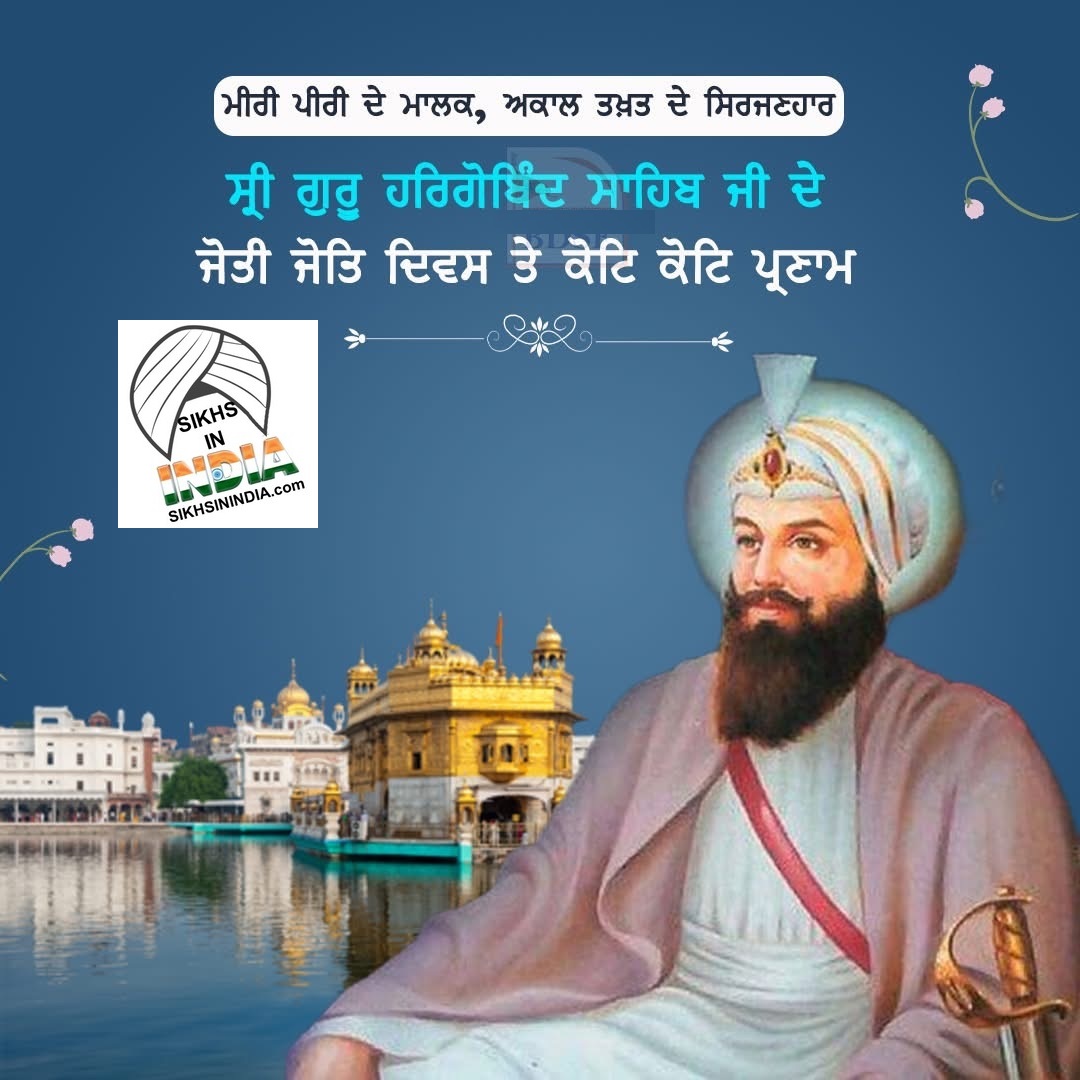 ਮੀਰੀ ਪੀਰੀ ਦੇ ਮਾਲਕ, ਅਕਾਲ ਤਖ਼ਤ ਦੇ ਸਿਰਜਣਹਾਰ
ਸ੍ਰੀ ਗੁਰੂ ਹਰਿਗੋਬਿੰਦ ਸਾਹਿਬ ਜੀ ਦੇ
ਜੋਤੀ ਜੋਤਿ ਦਿਵਸ ਤੇ ਕੋਟਿ ਕੋਟਿ ਪ੍ਰਣਾਮ
SIKHS
IN
INDIA
SIKHSININDIA.com